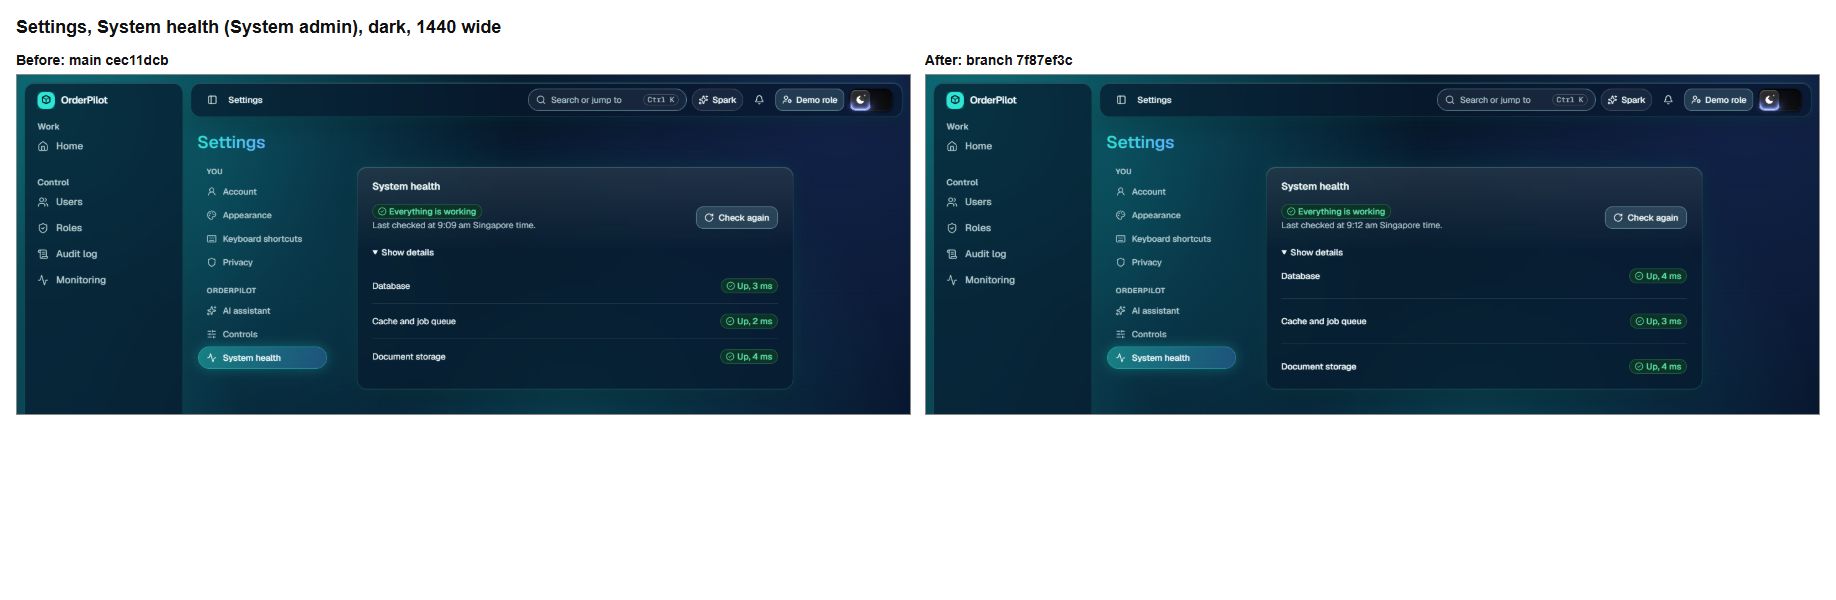 Settings, System health (System admin), dark, 1440 wide
Before: main cec11dcb
OrderPilot
Settings
Search or jump to
Ctrl K
Spark
Demo role
Work
Home
Control
Users
Roles
Audit log
Monitoring
Settings
YOU
Account
Appearance
Keyboard shortcuts
Privacy
ORDERPILOT
AI assistant
Controls
System health
System health
Everything is working
Last checked at 9:09 am Singapore time.
Check again
Show details
Database
Up, 3 ms
Cache and job queue
Up, 2 ms
Document storage
Up, 4 ms
After: branch 7f87ef3c
OrderPilot
Settings
Search or jump to
Ctrl K
Spark
Demo role
Work
Home
Control
Users
Roles
Audit log
Monitoring
Settings
YOU
Account
Appearance
Keyboard shortcuts
Privacy
ORDERPILOT
AI assistant
Controls
System health
System health
Everything is working
Last checked at 9:12 am Singapore time.
Check again
Show details
Database
Up, 4 ms
Cache and job queue
Up, 3 ms
Document storage
Up, 4 ms